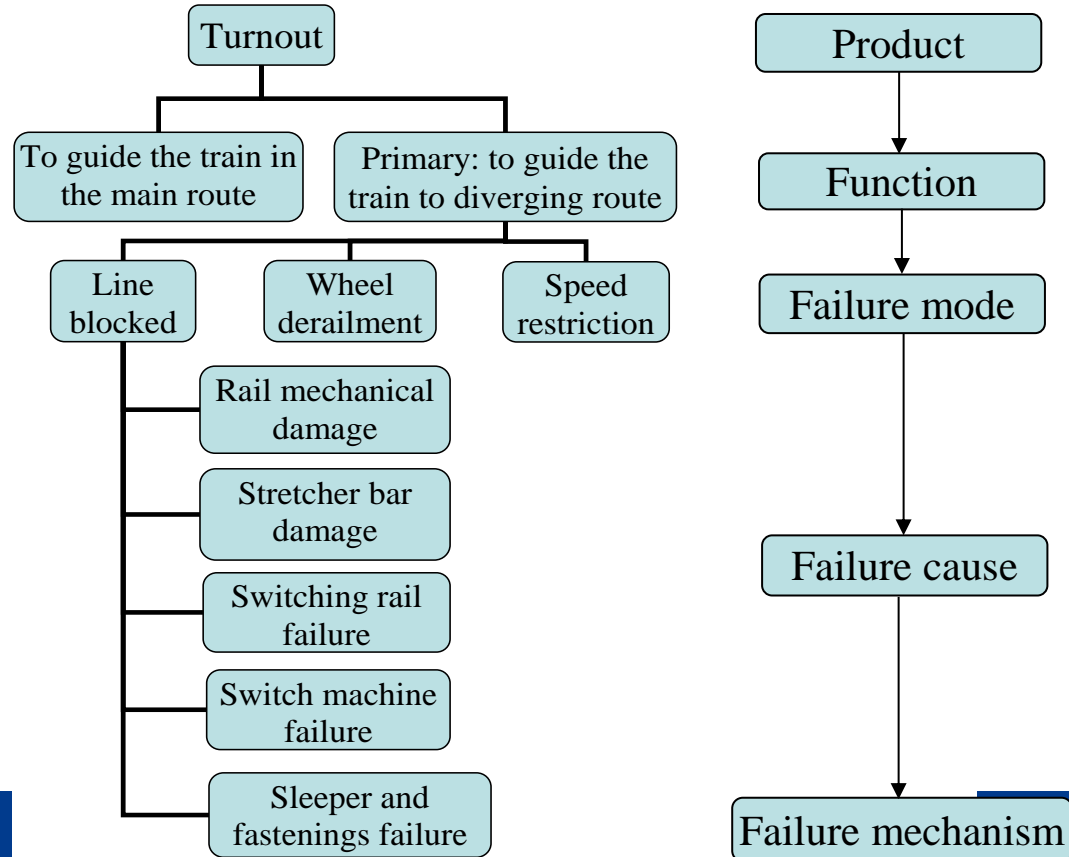 Turnout
To guide the train in
the main route
Primary: to guide the
train to diverging route
Line
blocked
Wheel
derailment
Speed
restriction
Rail mechanical
damage
Stretcher bar
damage
Switching rail
failure
Switch machine
failure
Sleeper and
fastenings failure
Product
Function
Failure mode
Failure cause
Failure mechanism